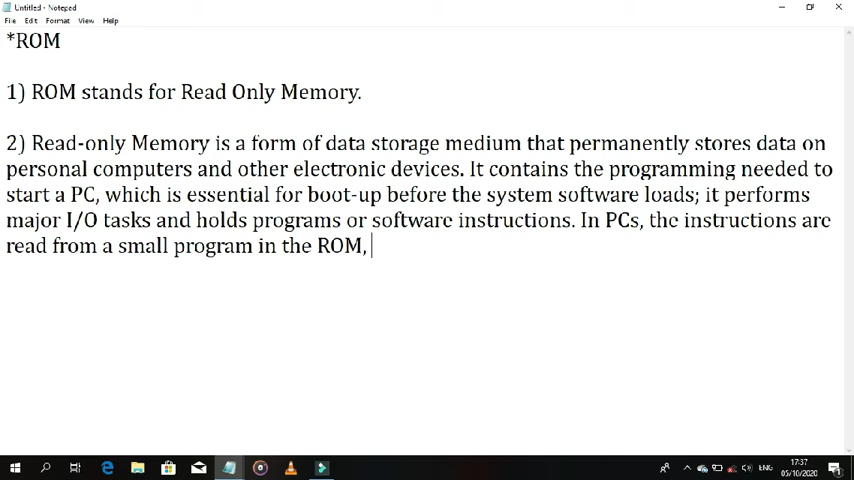 Untitled - Notepad
File Edit Format View Help
*ROM
1) ROM stands for Read Only Memory.
2) Read-only Memory is a form of data storage medium that permanently stores data on
personal computers and other electronic devices. It contains the programming needed to
start a PC, which is essential for boot-up before the system software loads; it performs
major I/O tasks and holds programs or software instructions. In PCs, the instructions are
read from a small program in the ROM,
ENG
17:37
05/10/2020